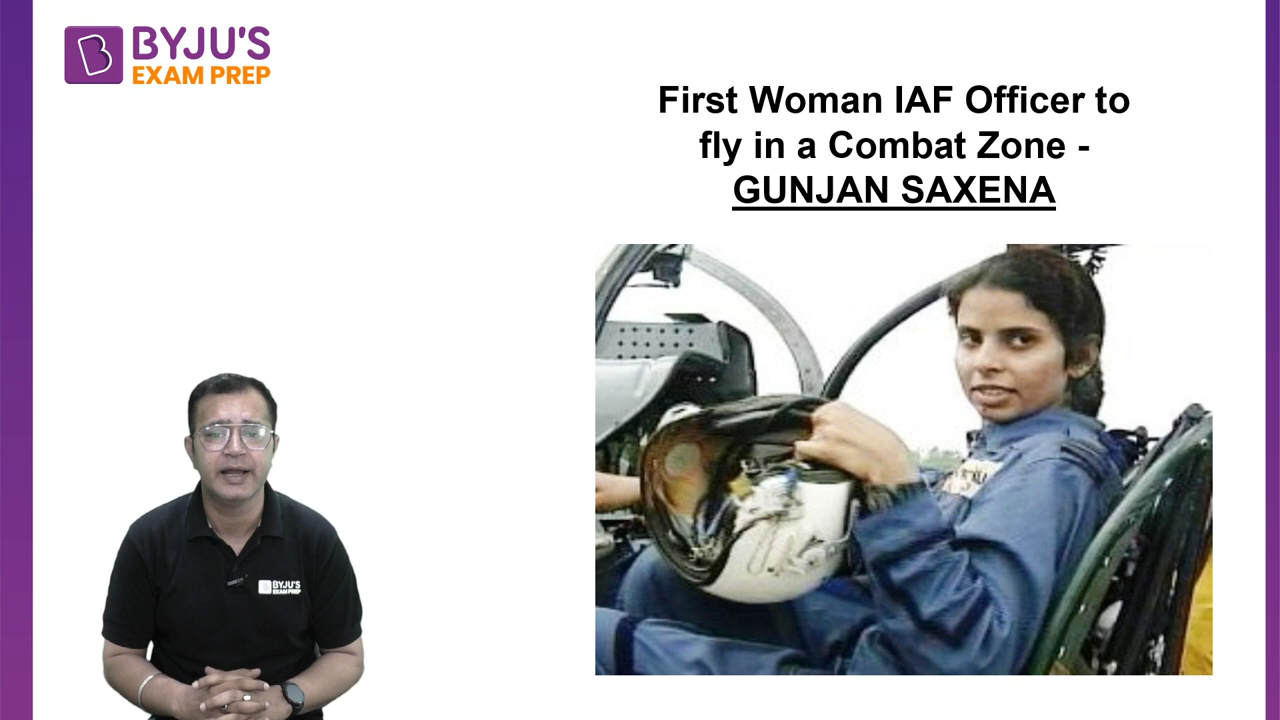 BYJU'S
EXAM PREP
First Woman IAF Officer to
fly in a Combat Zone -
GUNJAN SAXENA
BYJU'S
EXAM PREP